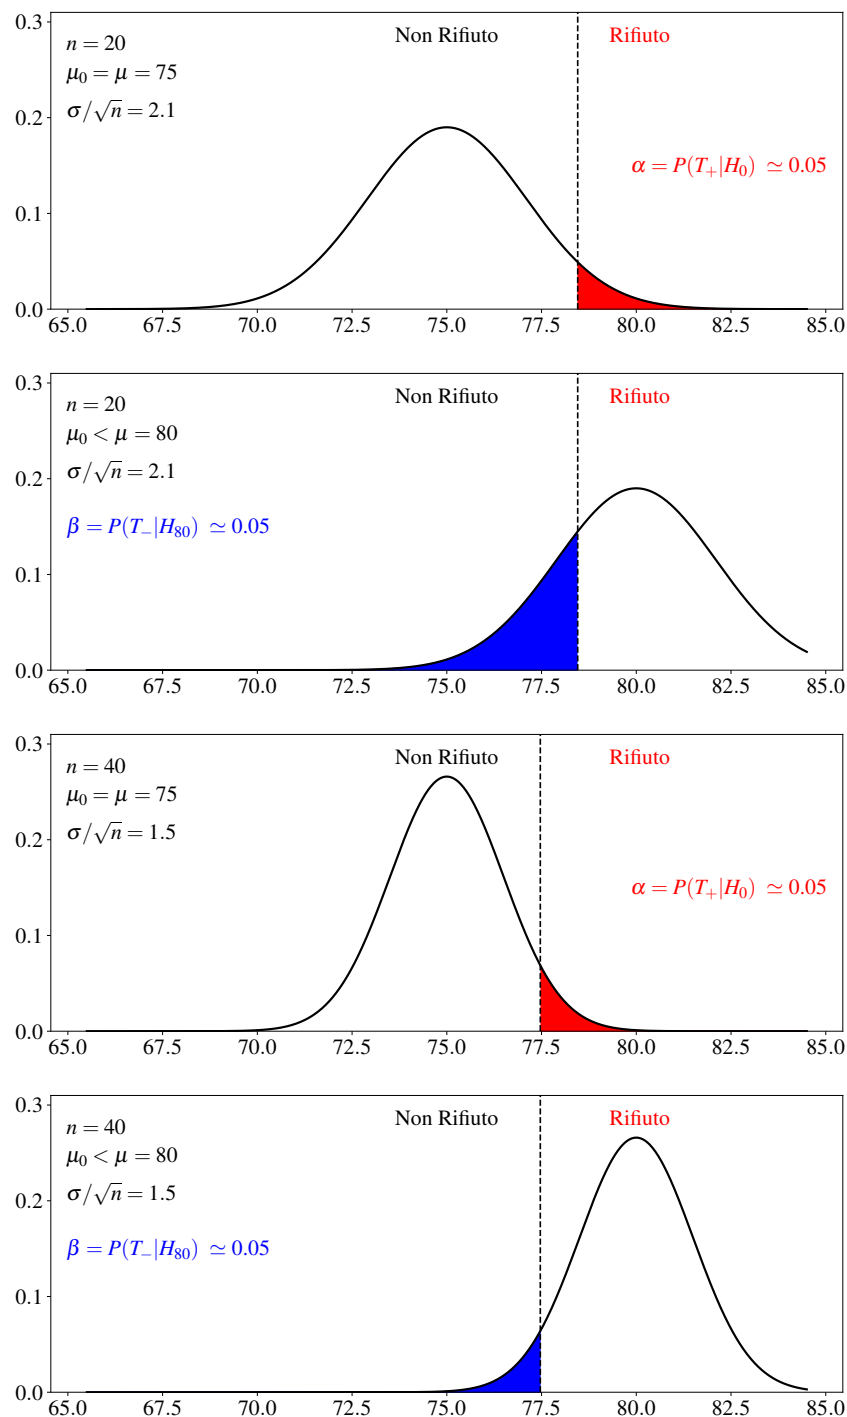 0.3
Non Rifuto
Rifiuto
n = 20
μ₀ = μ = 75
σ/√n = 2.1
0.2
α = P(T₊|H₀) ≃ 0.05
0.1
0.0
65.0 67.5 70.0 72.5 75.0 77.5 80.0 82.5 85.0
0.3
Non Rifuto
Rifiuto
n = 20
μ₀ < μ = 80
σ/√n = 2.1
0.2
β = P(T₋|H₈₀) ≃ 0.05
0.1
0.0
65.0 67.5 70.0 72.5 75.0 77.5 80.0 82.5 85.0
0.3
Non Rifuto
Rifiuto
n = 40
μ₀ = μ = 75
σ/√n = 1.5
0.2
α = P(T₊|H₀) ≃ 0.05
0.1
0.0
65.0 67.5 70.0 72.5 75.0 77.5 80.0 82.5 85.0
0.3
Non Rifuto
Rifiuto
n = 40
μ₀ < μ = 80
σ/√n = 1.5
0.2
β = P(T₋|H₈₀) ≃ 0.05
0.1
0.0
65.0 67.5 70.0 72.5 75.0 77.5 80.0 82.5 85.0